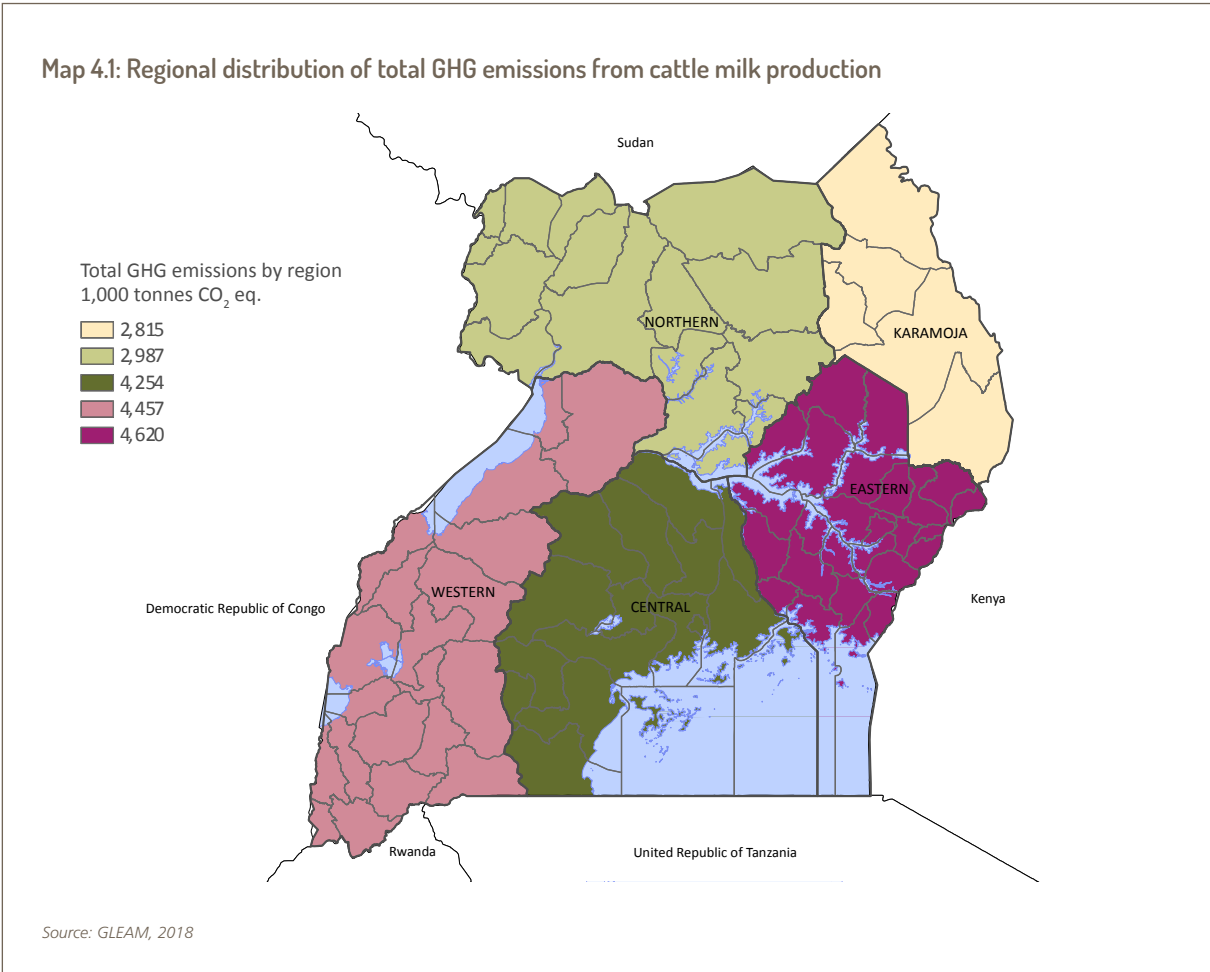 Map 4.1: Regional distribution of total GHG emissions from cattle milk production
Sudan
Total GHG emissions by region
1,000 tonnes CO2 eq.
2,815
2,987
4,254
4,457
4,620
NORTHERN
KARAMOJA
EASTERN
WESTERN
CENTRAL
Democratic Republic of Congo
Kenya
Rwanda
United Republic of Tanzania
Source: GLEAM, 2018